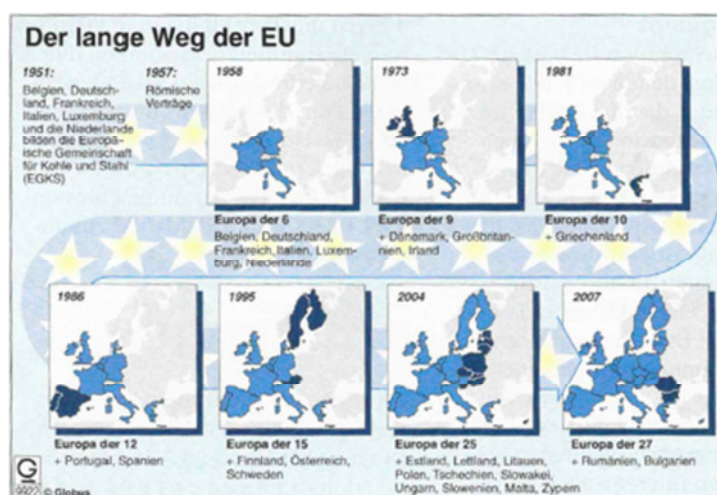 Der lange Weg der EU
1951:
Belgien, Deutsch-
land, Frankreich,
Italien, Luxemburg
und die Niederlande
bilden die Europä-
ische Gemeinschaft
für Kohle und Stahl
(EGKS)
1957:
Römische
Verträge
1958
Europa der 6
Belgien, Deutschland,
Frankreich, Italien, Luxem-
burg, Niederlande
1973
Europa der 9
+ Dänemark, Großbritan-
nien, Irland
1981
Europa der 10
+ Griechenland
1986
Europa der 12
+ Portugal, Spanien
1995
Europa der 15
+ Finnland, Österreich,
Schweden
2004
Europa der 25
+ Estland, Lettland, Litauen,
Polen, Tschechien, Slowakei,
Ungarn, Slowenien, Malta, Zypern
2007
Europa der 27
+ Rumänien, Bulgarien
G
9922 © Globus